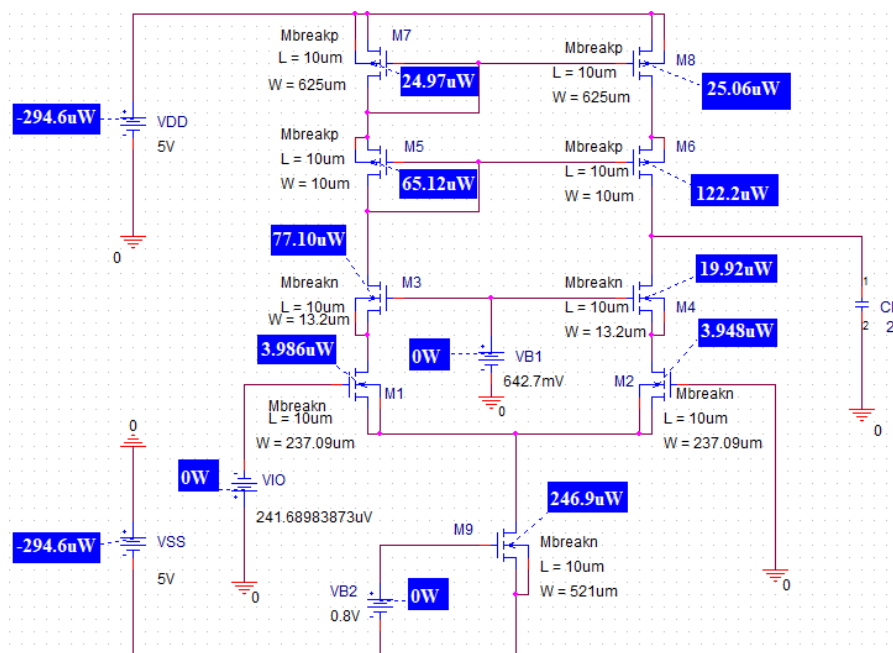 Mbreakp
M7
L = 10um
W = 625um
24.97uW
Mbreakp
L = 10um
M8
W = 625um
25.06uW
-294.6uW
VDD
5V
0
Mbreakp
M5
L = 10um
W = 10um
65.12uW
Mbreakp
M6
L = 10um
W = 10um
122.2uW
77.10uW
Mbreakn
M3
L = 10um
W = 13.2um
19.92uW
Mbreakn
L = 10um
M4
W = 13.2um
1
2
0
3.986uW
M1
Mbreakn
L = 10um
W = 237.09um
0W
VB1
642.7mV
0
3.948uW
M2
Mbreakn
L = 10um
W = 237.09um
0
0
0W
VIO
241.68983873uV
0
-294.6uW
VSS
5V
246.9uW
M9
Mbreakn
L = 10um
W = 521um
VB2
0.8V
0W